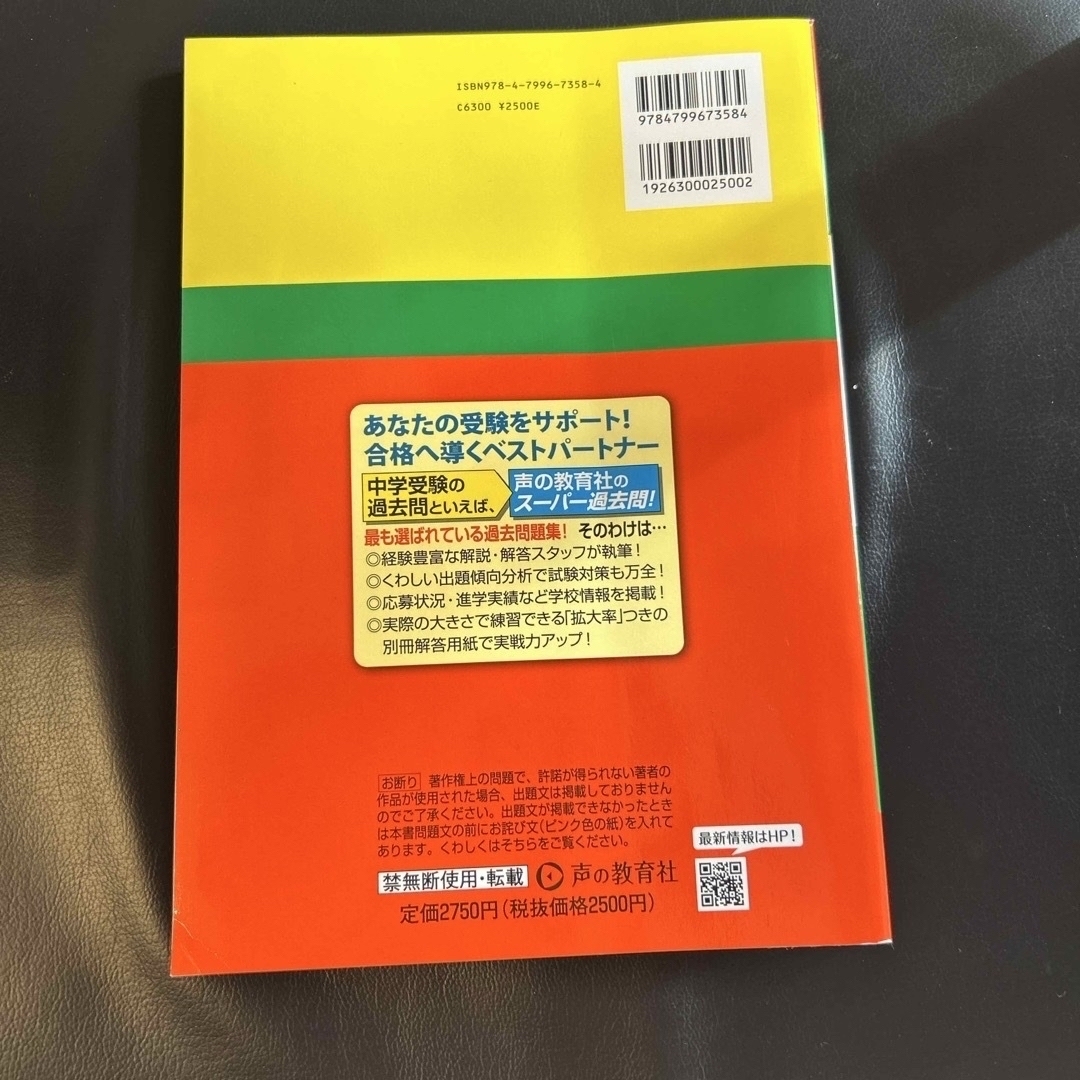 ISBN978-4-7996-7358-4
C6300 ¥2500E
9784799673584
1926300025002
あなたの受験をサポート!
合格へ導くベストパートナー
中学受験の
過去問といえば、
声の教育社の
スーパー過去問!
最も選ばれている過去問題集! そのわけは…
◎経験豊富な解説・解答スタッフが執筆!
◎くわしい出題傾向分析で試験対策も万全!
◎応募状況・進学実績など学校情報を掲載!
◎実際の大きさで練習できる「拡大率」つきの
別冊解答用紙で実戦力アップ!
お断り 著作権上の問題で、許諾が得られない著者の
作品が使用された場合、出題文は掲載しておりません
のでご了承ください。出題文が掲載できなかったとき
は本書問題文の前にお詫び文(ピンク色の紙)を入れて
あります。くわしくはそちらをご覧ください。
最新情報はHP!
禁無断使用・転載 声の教育社
定価2750円(税抜価格2500円)